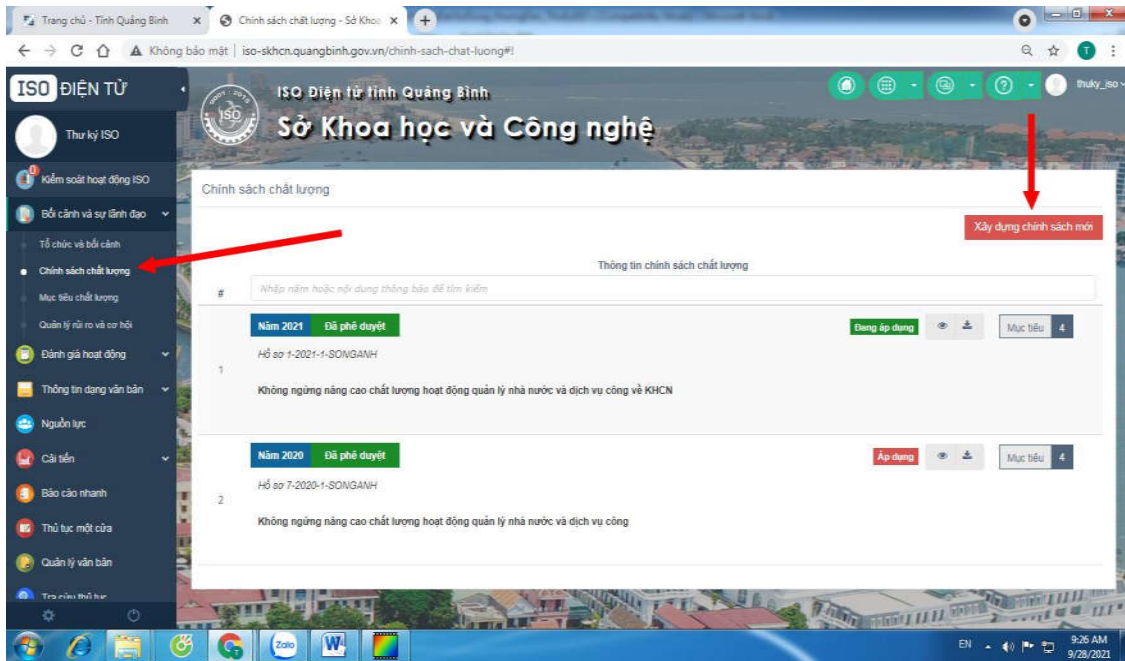 Trang chủ - Tỉnh Quảng Bình
Chính sách chất lượng - Sở Khoa
Không bảo mật | iso-skhcn.quangbinh.gov.vn/chinh-sach-chat-luong#!
T
ISO ĐIỆN TỬ
ISO Điện tử tỉnh Quảng Bình
Sở Khoa học và Công nghệ
thuky_iso
Thư ký ISO
Kiểm soát hoạt động ISO
Bối cảnh và sự lãnh đạo
Tổ chức và bối cảnh
Chính sách chất lượng
Mục tiêu chất lượng
Quản lý rủi ro và cơ hội
Đánh giá hoạt động
Thông tin dạng văn bản
Nguồn lực
Cải tiến
Báo cáo nhanh
Thủ tục một cửa
Quản lý văn bản
Tra cứu thủ tục
Chính sách chất lượng
Xây dựng chính sách mới
Thông tin chính sách chất lượng
#
Nhập năm hoặc nội dung thông báo để tìm kiếm
1
Năm 2021 Đã phê duyệt
Đang áp dụng
Mục tiêu 4
Hồ sơ 1-2021-1-SONGANH
Không ngừng nâng cao chất lượng hoạt động quản lý nhà nước và dịch vụ công về KHCN
2
Năm 2020 Đã phê duyệt
Áp dụng
Mục tiêu 4
Hồ sơ 7-2020-1-SONGANH
Không ngừng nâng cao chất lượng hoạt động quản lý nhà nước và dịch vụ công
Zalo
EN
9:26 AM
9/28/2021